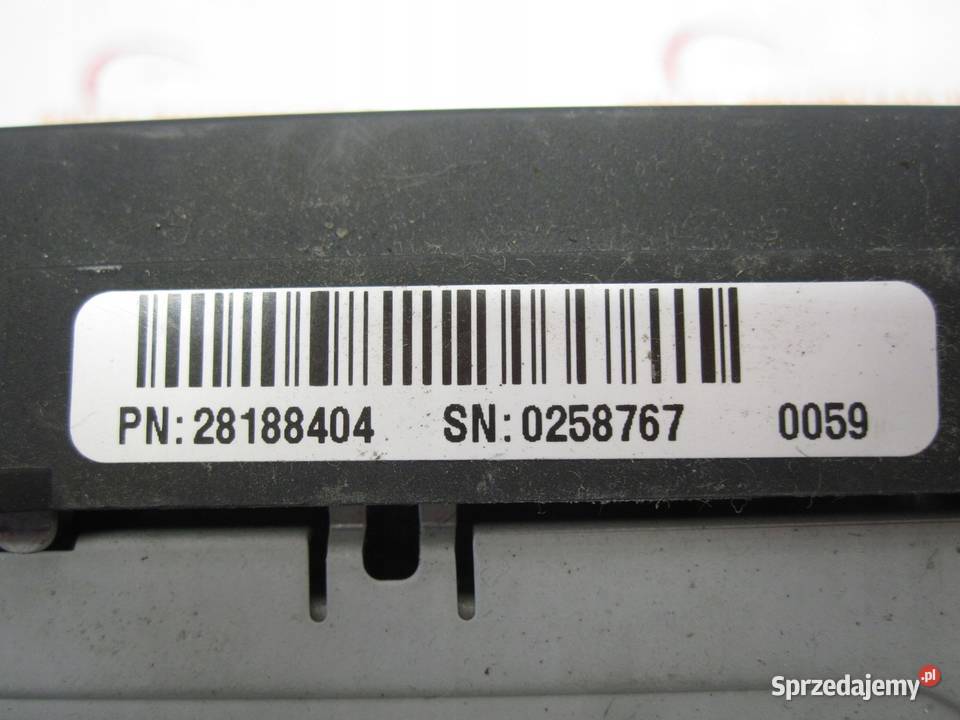 PN: 28188404 SN: 0258767 0059
Sprzedajemy.pl